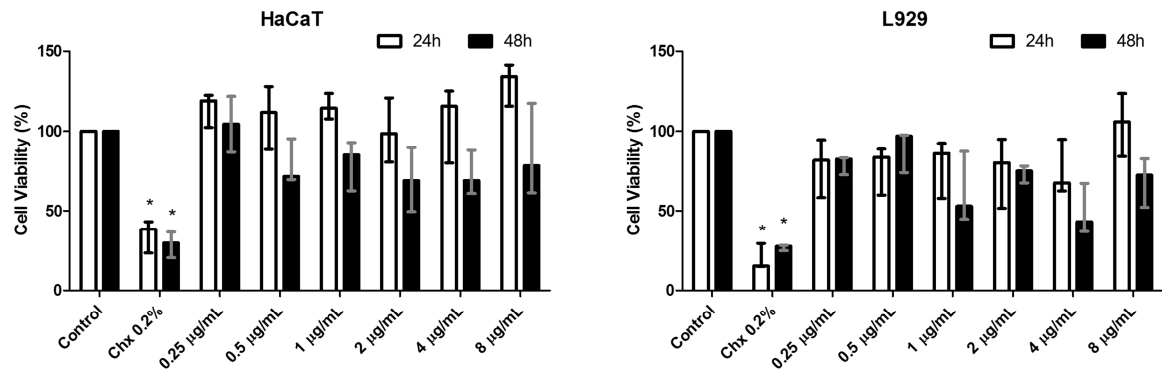 HaCaT
24h 48h
150
100
50
0
Cell Viability (%)
* *
Control
Chx 0.2%
0.25 µg/mL
0.5 µg/mL
1 µg/mL
2 µg/mL
4 µg/mL
8 µg/mL
L929
24h 48h
150
100
50
0
Cell Viability (%)
* *
Control
Chx 0.2%
0.25 µg/mL
0.5 µg/mL
1 µg/mL
2 µg/mL
4 µg/mL
8 µg/mL